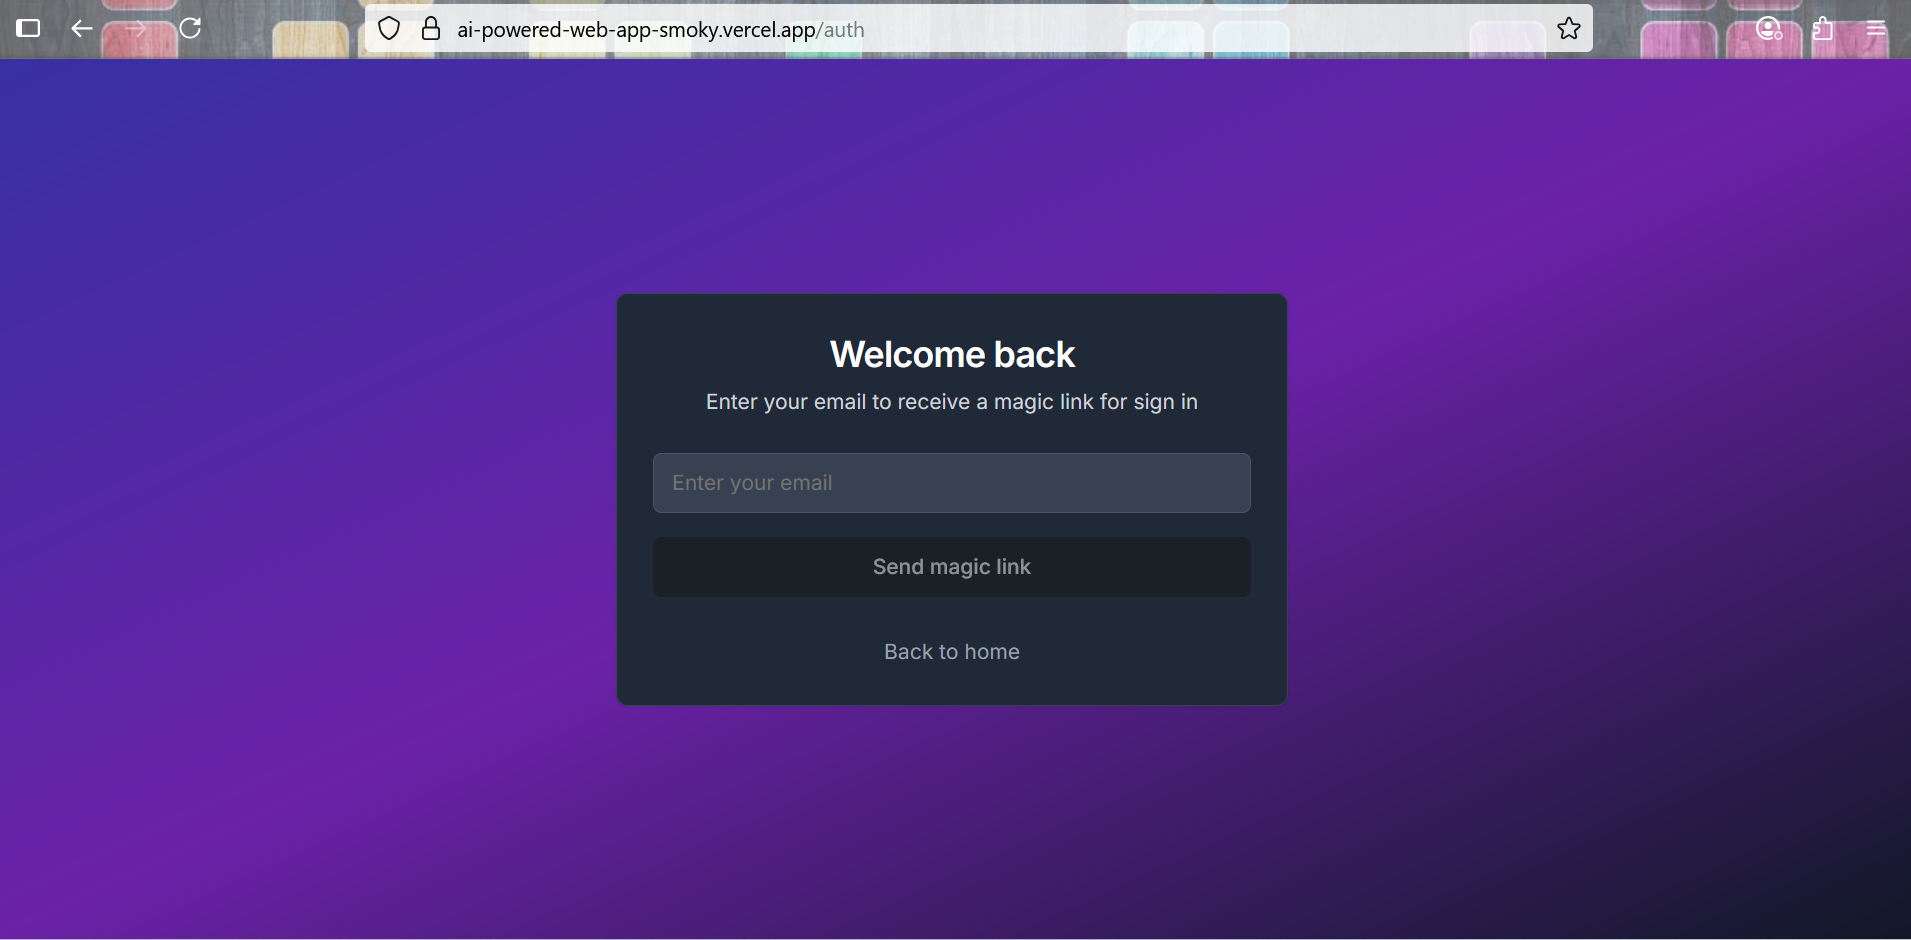 ai-powered-web-app-smoky.vercel.app/auth
Welcome back
Enter your email to receive a magic link for sign in
Enter your email
Send magic link
Back to home